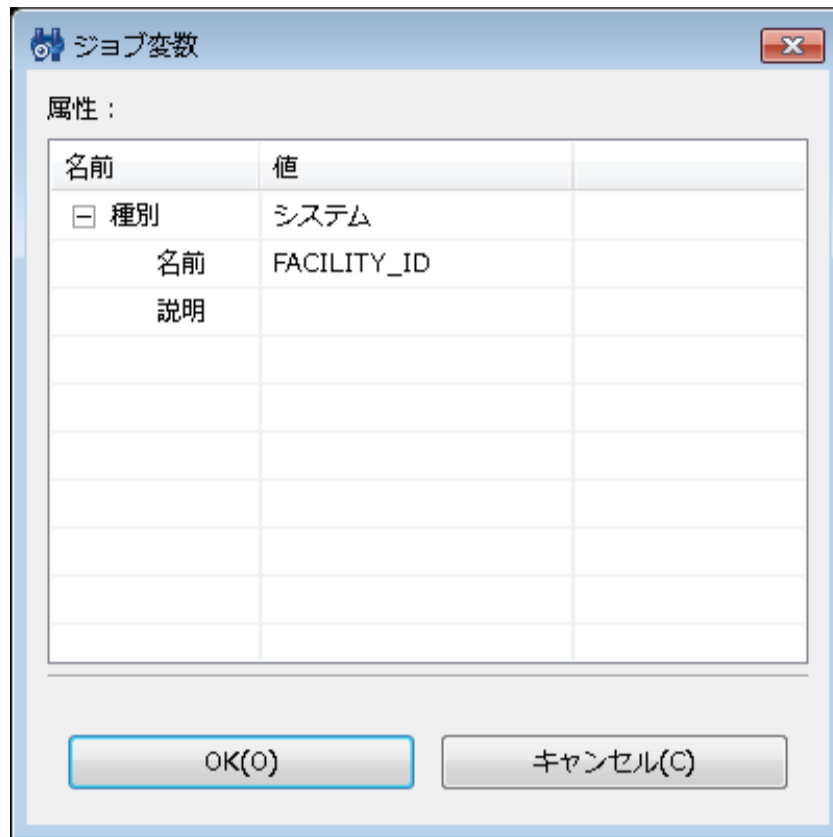 ジョブ変数
属性：
名前 値
種別 システム
名前 FACILITY_ID
説明
OK(O) キャンセル(C)